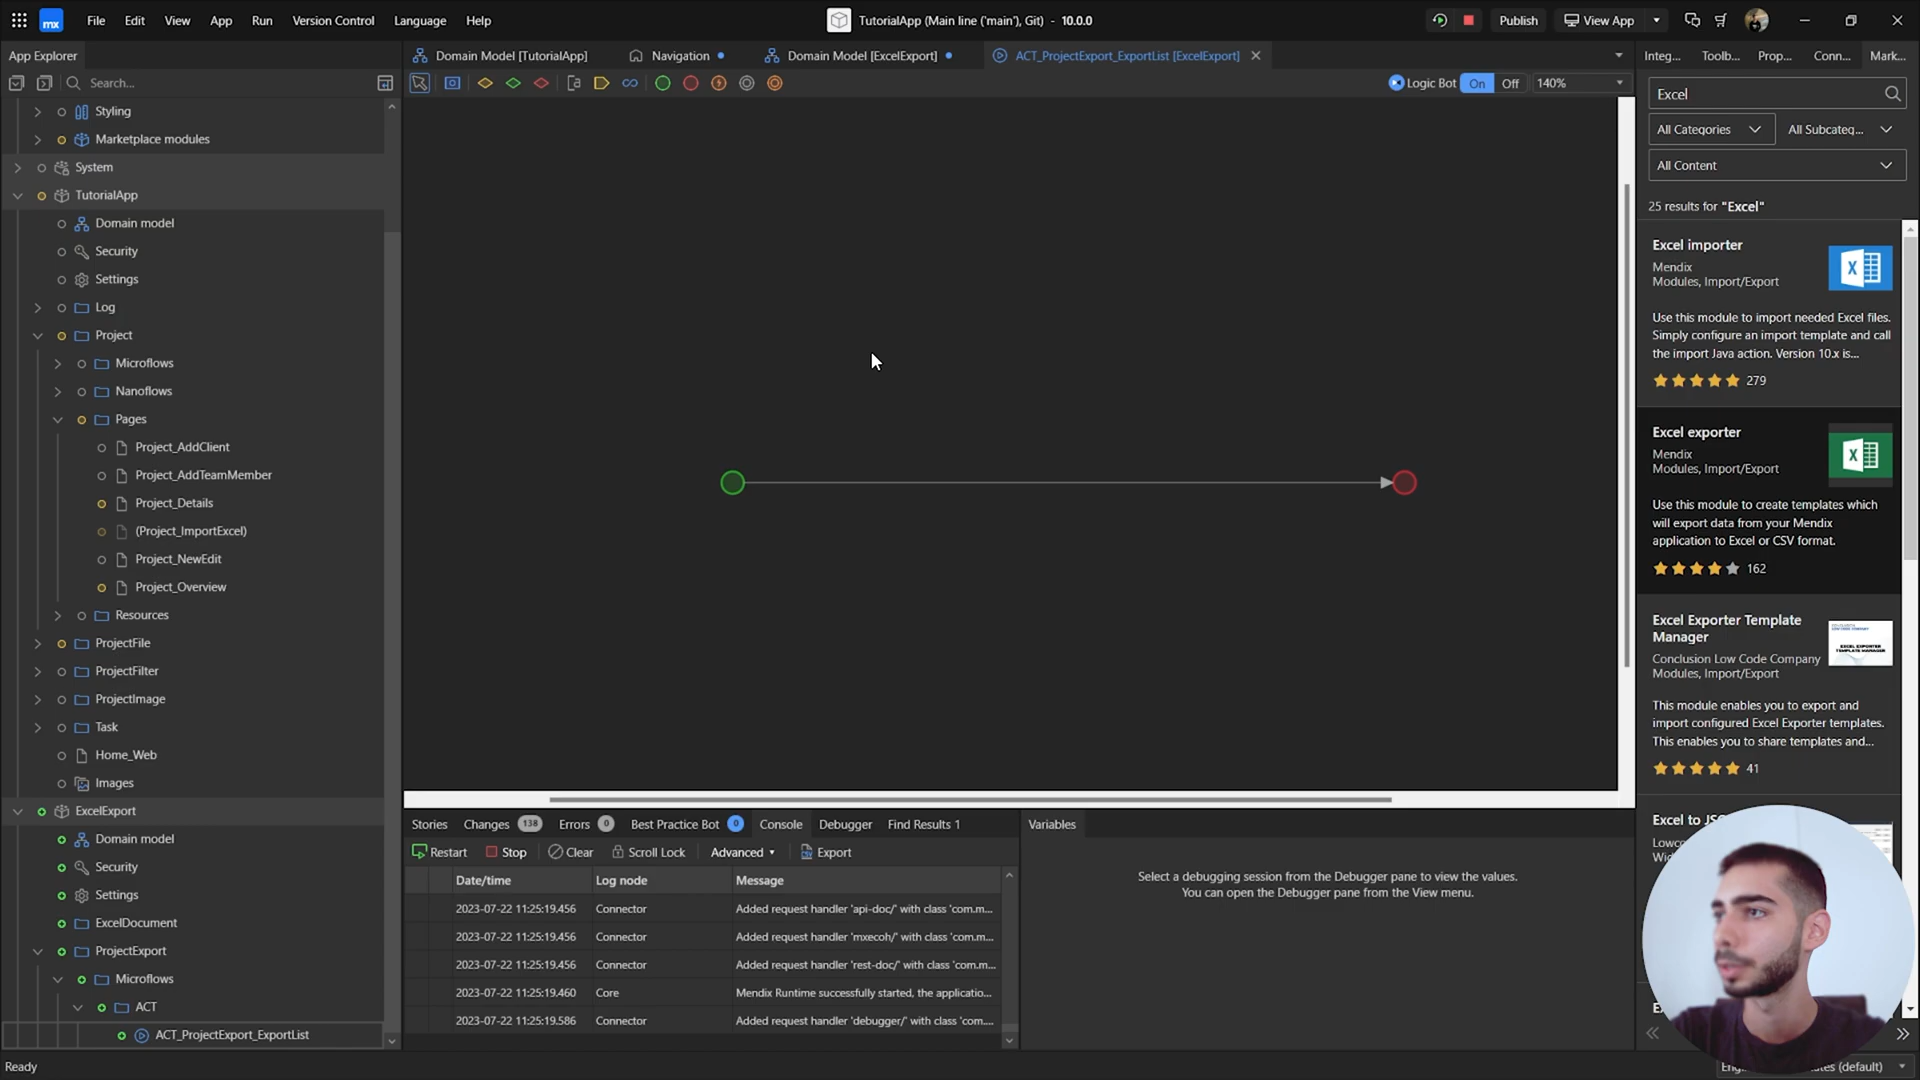 mx File Edit View App Run Version Control Language Help TutorialApp (Main line ('main'), Git) - 10.0.0 Publish View App
App Explorer
Domain Model [TutorialApp] Navigation Domain Model [ExcelExport] ACT_ProjectExport_ExportList [ExcelExport]
Integ... Toolb... Prop... Conn... Mark...
Search...
Logic Bot On Off 140%
Styling
Marketplace modules
System
TutorialApp
Domain model
Security
Settings
Log
Project
Microflows
Nanoflows
Pages
Project_AddClient
Project_AddTeamMember
Project_Details
(Project_ImportExcel)
Project_NewEdit
Project_Overview
Resources
ProjectFile
ProjectFilter
ProjectImage
Task
Home_Web
Images
ExcelExport
Domain model
Security
Settings
ExcelDocument
ProjectExport
Microflows
ACT
ACT_ProjectExport_ExportList
Stories Changes 138 Errors 0 Best Practice Bot 0 Console Debugger Find Results 1
Restart Stop Clear Scroll Lock Advanced Export
Date/time Log node Message
2023-07-22 11:25:19.456 Connector Added request handler 'api-doc/' with class 'com.m...
2023-07-22 11:25:19.456 Connector Added request handler 'mxecoh/' with class 'com.m...
2023-07-22 11:25:19.456 Connector Added request handler 'rest-doc/' with class 'com.m...
2023-07-22 11:25:19.460 Core Mendix Runtime successfully started, the applicatio...
2023-07-22 11:25:19.586 Connector Added request handler 'debugger/' with class 'com....
Variables
Select a debugging session from the Debugger pane to view the values.
You can open the Debugger pane from the View menu.
Excel
All Categories All Subcateg...
All Content
25 results for "Excel"
Excel importer
Mendix
Modules, Import/Export
Use this module to import needed Excel files.
Simply configure an import template and call
the import Java action. Version 10.x is...
279
Excel exporter
Mendix
Modules, Import/Export
Use this module to create templates which
will export data from your Mendix
application to Excel or CSV format.
162
Excel Exporter Template
Manager
Conclusion Low Code Company
Modules, Import/Export
EXCEL EXPORTER
TEMPLATE MANAGER
This module enables you to export and
import configured Excel Exporter templates.
This enables you to share templates and...
41
Excel to JS
Lowc
Wid
Ready
(default)